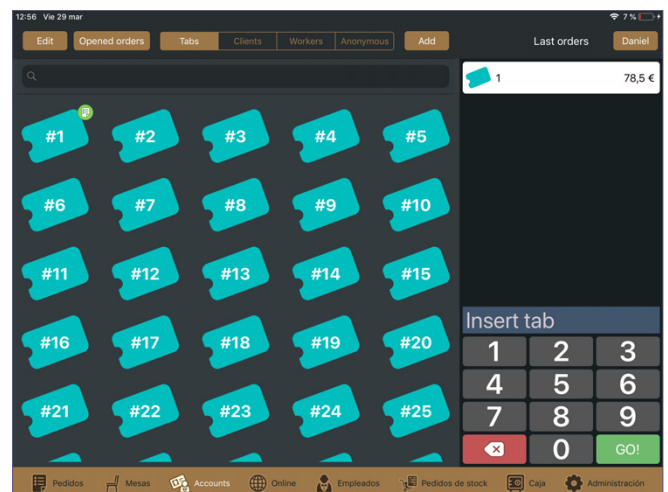 12:56 Vie 29 mar 7 %
Edit Opened orders Tabs Clients Workers Anonymous Add Last orders Daniel
1 78,5 €
#1 #2 #3 #4 #5
#6 #7 #8 #9 #10
#11 #12 #13 #14 #15
#16 #17 #18 #19 #20
#21 #22 #23 #24 #25
Insert tab
1 2 3
4 5 6
7 8 9
0 GO!
Pedidos Mesas Accounts Online Empleados Pedidos de stock Caja Administración